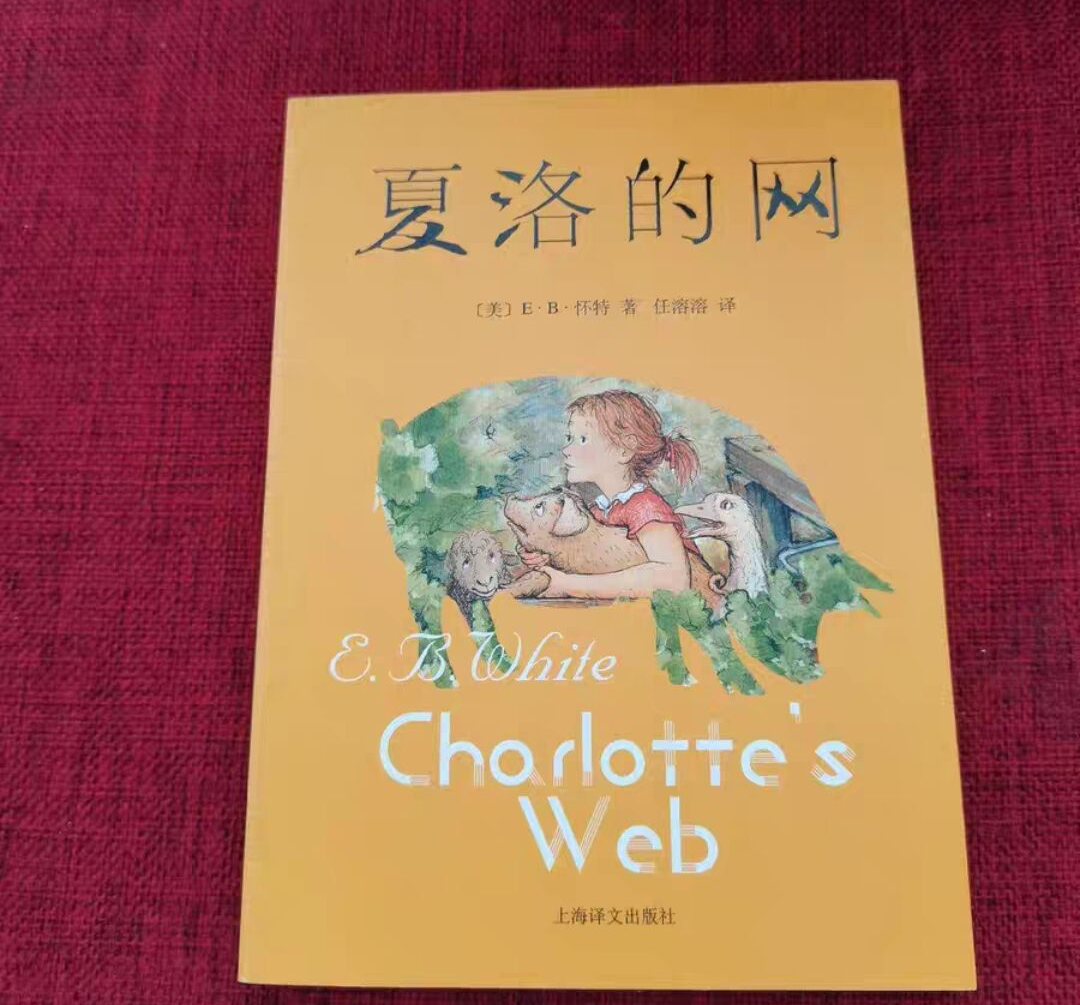 夏洛的网
〔美〕E·B·怀特 著 任溶溶 译
E. B. White
Charlotte's
Web
上海译文出版社